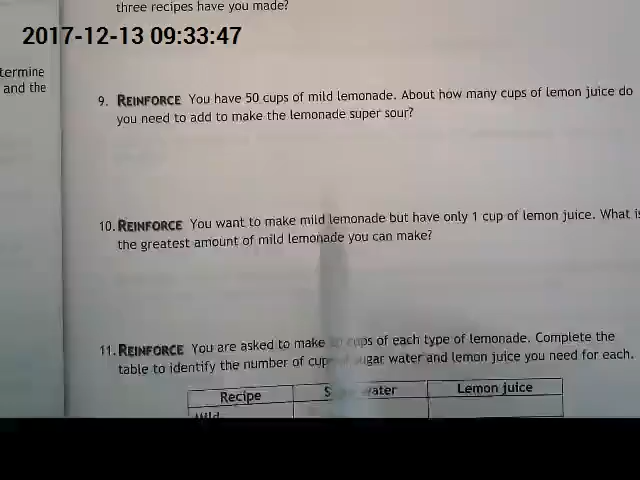 three recipes have you made?
2017-12-13 09:33:47
termine
and the
9. REINFORCE You have 50 cups of mild lemonade. About how many cups of lemon juice do
you need to add to make the lemonade super sour?
10. REINFORCE You want to make mild lemonade but have only 1 cup of lemon juice. What is
the greatest amount of mild lemonade you can make?
11. REINFORCE You are asked to make cups of each type of lemonade. Complete the
table to identify the number of cups of sugar water and lemon juice you need for each.
Recipe Sugar water Lemon juice
Mild